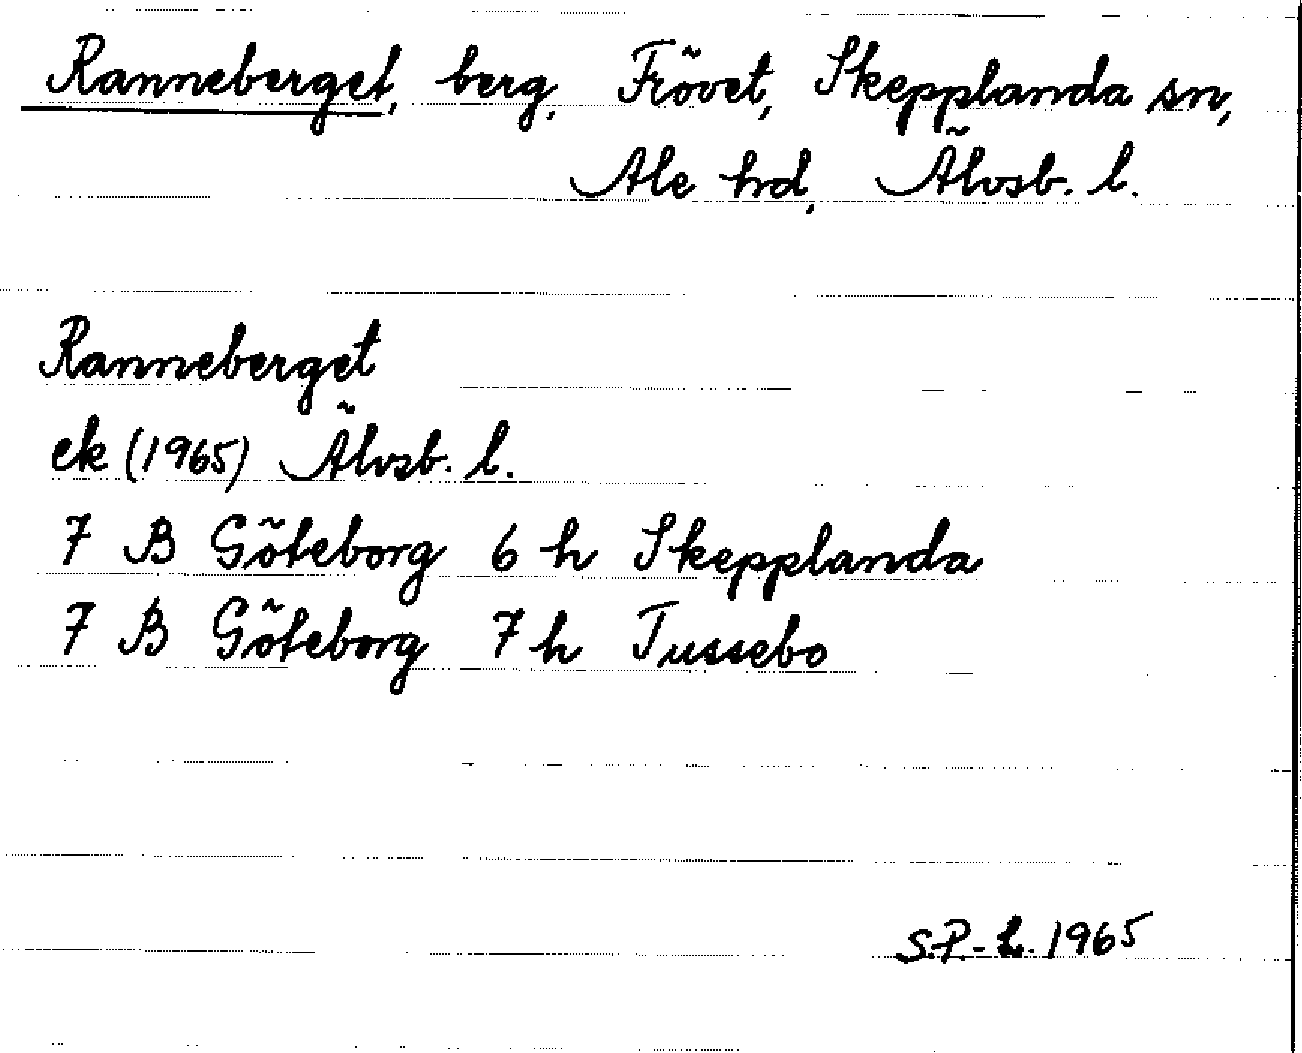 Ranneberget, berg, Frövet, Skepplanda sn,
Ale hd, Älvsb. l.
Ranneberget
ek (1965) Älvsb. l.
7 B Göteborg 6 h Skepplanda
7 B Göteborg 7 h Tussebo
S.P.-L. 1965